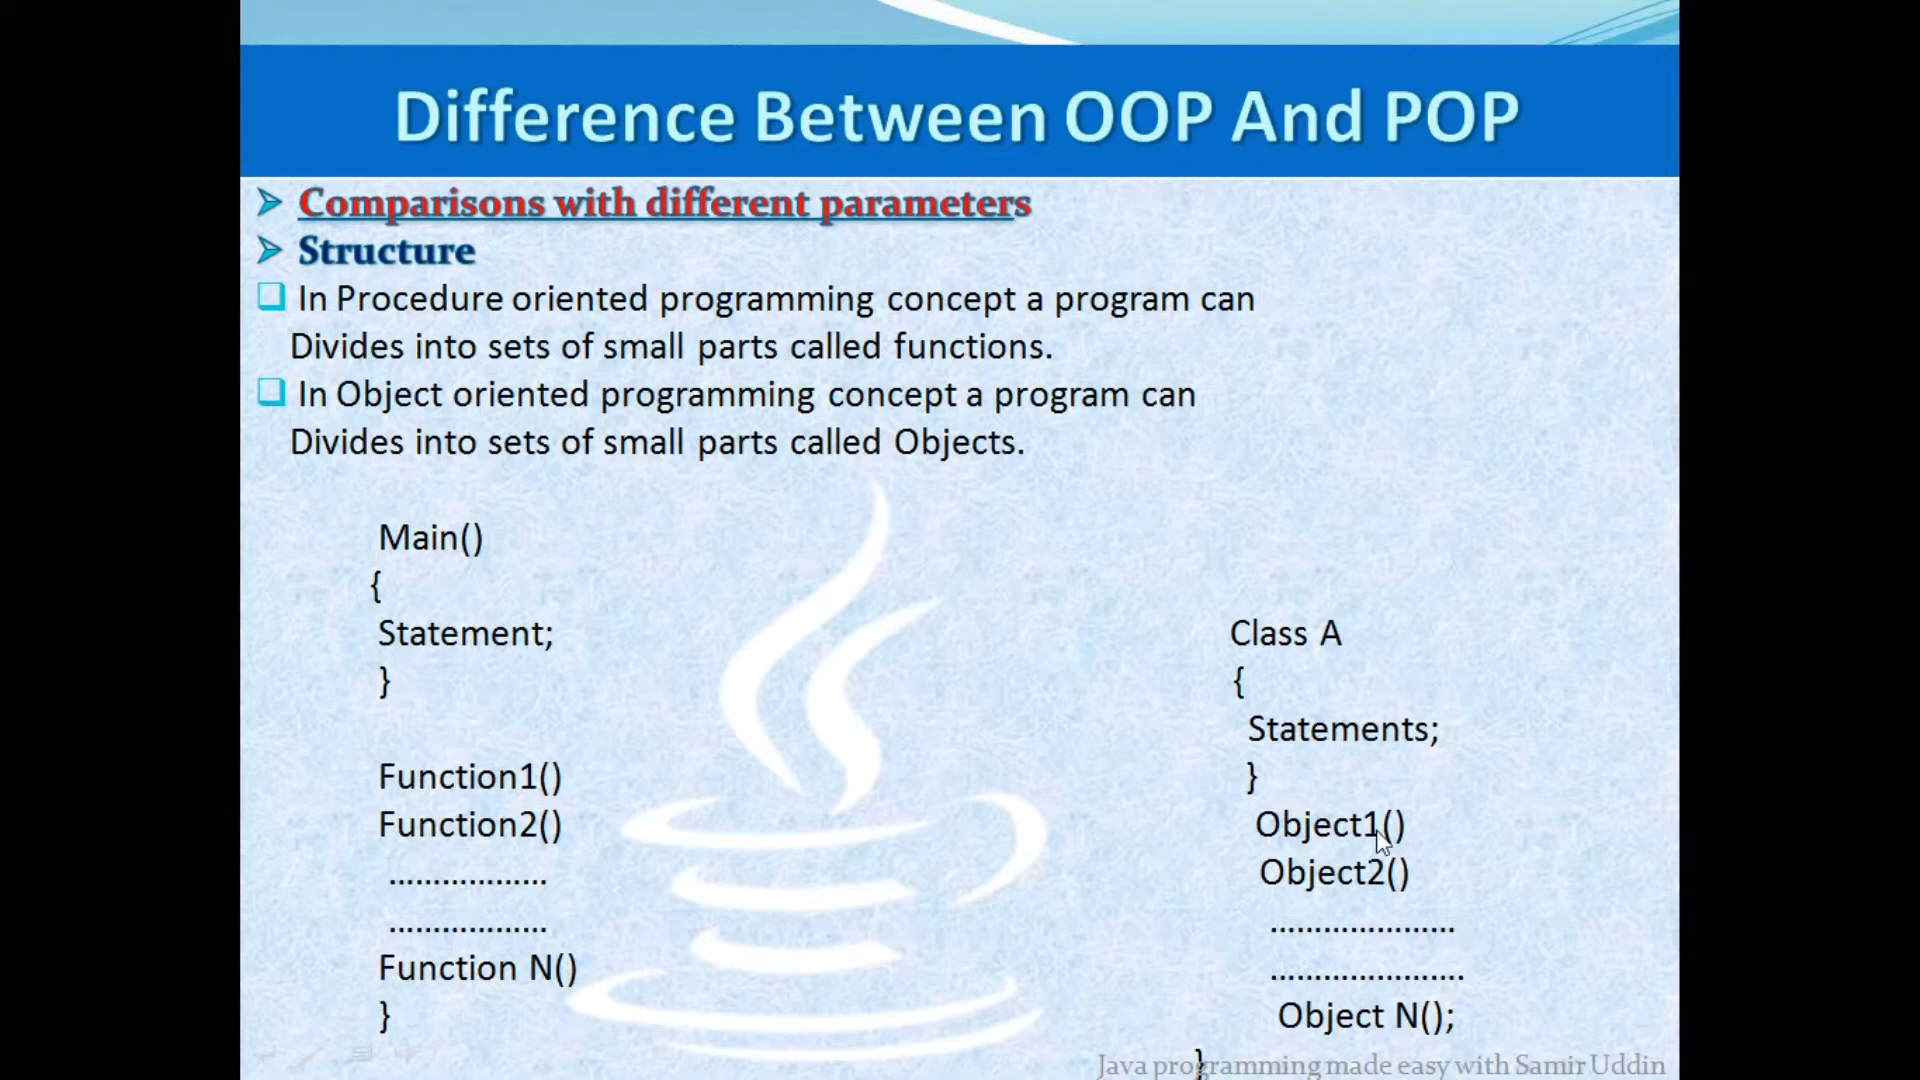 Difference Between OOP And POP
Comparisons with different parameters
Structure
In Procedure oriented programming concept a program can
Divides into sets of small parts called functions.
In Object oriented programming concept a program can
Divides into sets of small parts called Objects.
Main()
{
Statement;
}
Function1()
Function2()
..................
..................
Function N()
}
Class A
{
Statements;
}
Object1()
Object2()
.....................
......................
Object N();
}
Java programming made easy with Samir Uddin